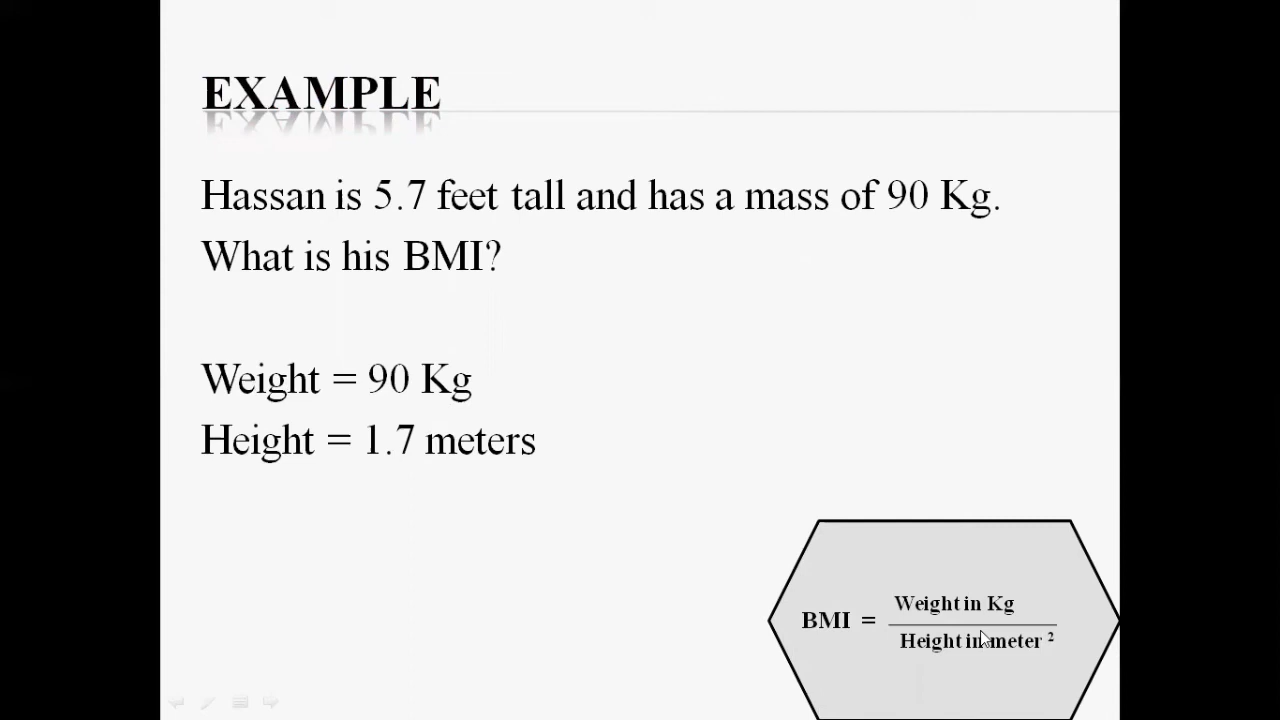 EXAMPLE
Hassan is 5.7 feet tall and has a mass of 90 Kg.
What is his BMI?
Weight = 90 Kg
Height = 1.7 meters
BMI = Weight in Kg
Height in meter ²